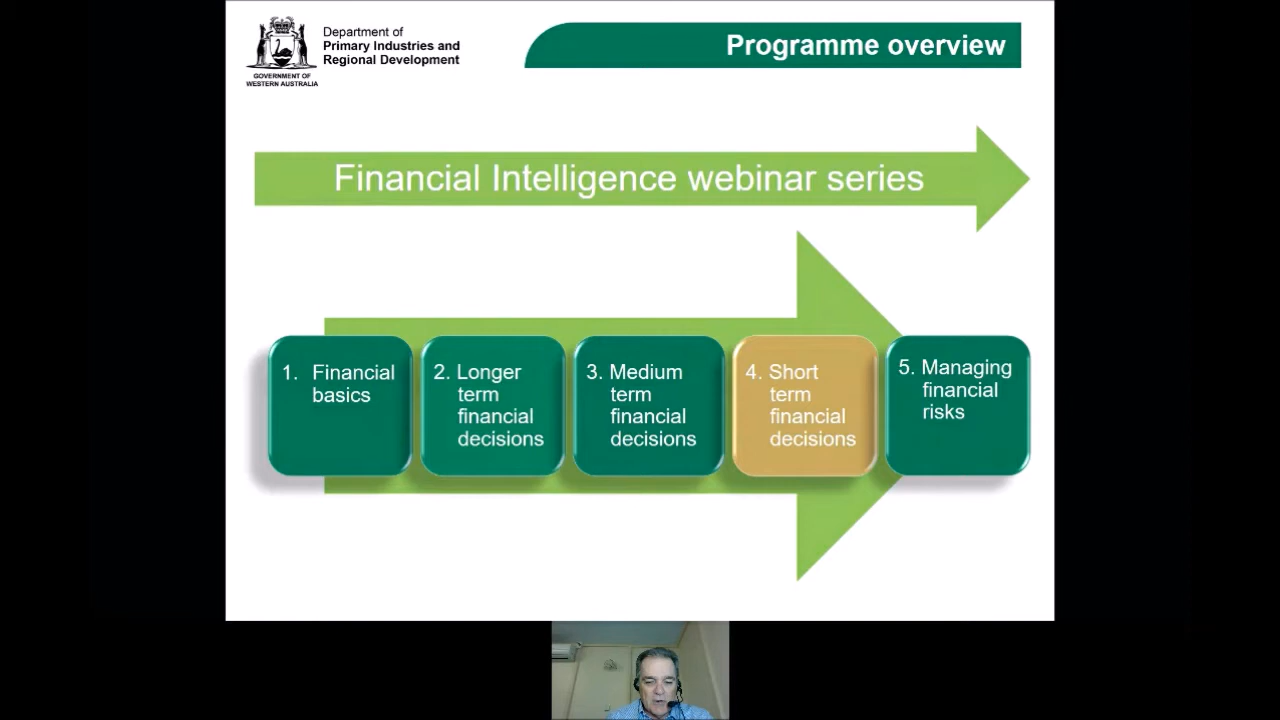 Department of
Primary Industries and
Regional Development
GOVERNMENT OF
WESTERN AUSTRALIA
Programme overview
Financial Intelligence webinar series
1. Financial
basics
2. Longer
term
financial
decisions
3. Medium
term
financial
decisions
4. Short
term
financial
decisions
5. Managing
financial
risks